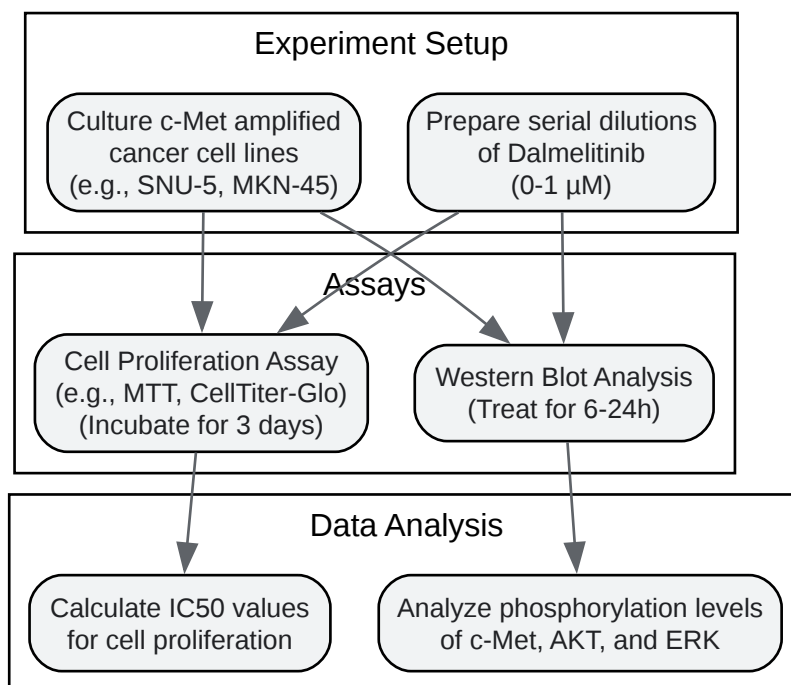 Experiment Setup
Culture c-Met amplified
cancer cell lines
(e.g., SNU-5, MKN-45)
Prepare serial dilutions
of Dalmelitinib
(0-1 µM)
Assays
Cell Proliferation Assay
(e.g., MTT, CellTiter-Glo)
(Incubate for 3 days)
Western Blot Analysis
(Treat for 6-24h)
Data Analysis
Calculate IC50 values
for cell proliferation
Analyze phosphorylation levels
of c-Met, AKT, and ERK